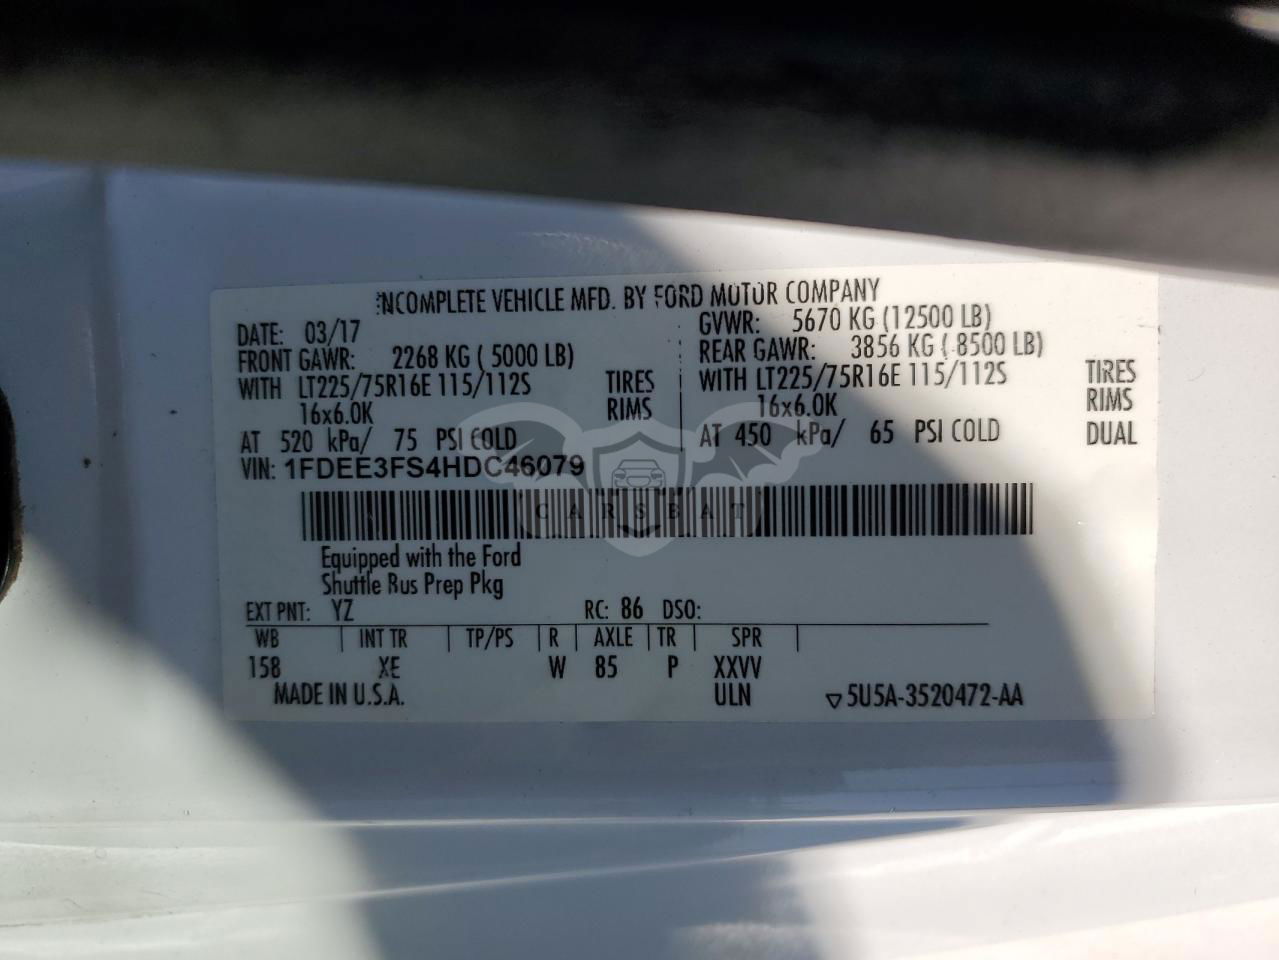 INCOMPLETE VEHICLE MFD. BY FORD MOTOR COMPANY
DATE: 03/17 GVWR: 5670 KG (12500 LB)
FRONT GAWR: 2268 KG ( 5000 LB) REAR GAWR: 3856 KG ( 8500 LB)
WITH LT225/75R16E 115/112S TIRES WITH LT225/75R16E 115/112S TIRES
16x6.0K RIMS 16x6.0K RIMS
AT 520 kPa/ 75 PSI COLD AT 450 kPa/ 65 PSI COLD DUAL
VIN: 1FDEE3FS4HDC46079
CARSBAT
Equipped with the Ford
Shuttle Bus Prep Pkg
EXT PNT: YZ RC: 86 DSO:
WB INT TR TP/PS R AXLE TR SPR
158 XE W 85 P XXVV
MADE IN U.S.A. ULN ▽5U5A-3520472-AA